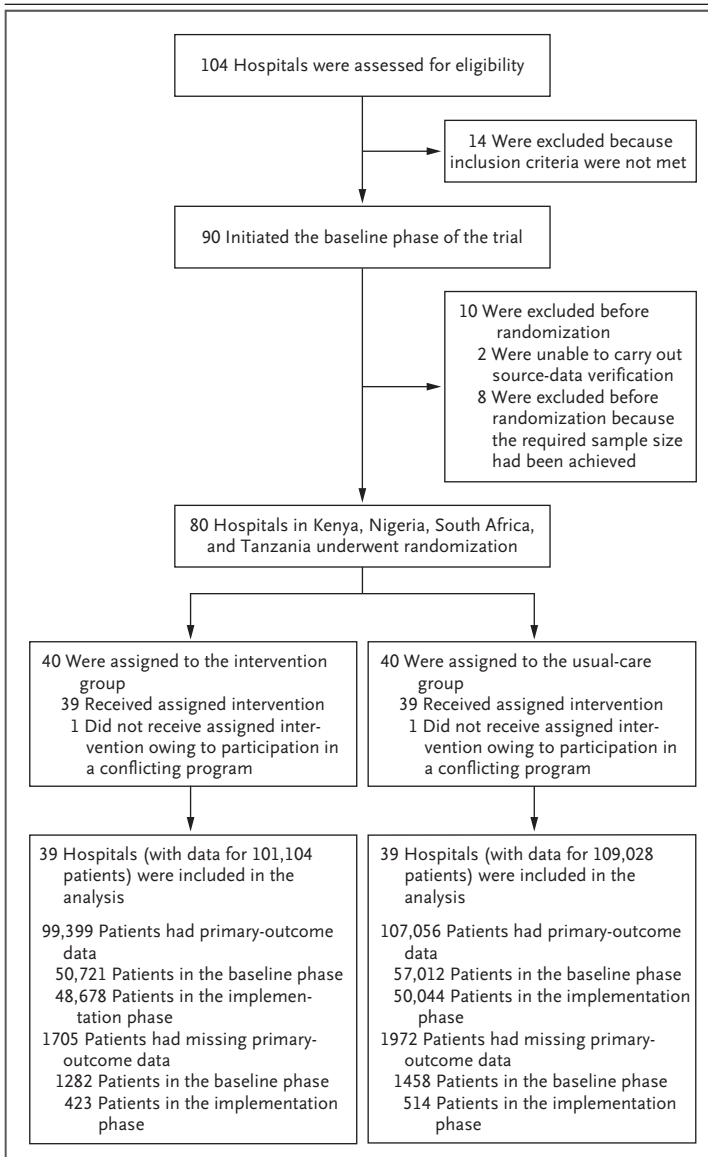 104 Hospitals were assessed for eligibility
14 Were excluded because
inclusion criteria were not met
90 Initiated the baseline phase of the trial
10 Were excluded before
randomization
2 Were unable to carry out
source-data verification
8 Were excluded before
randomization because
the required sample size
had been achieved
80 Hospitals in Kenya, Nigeria, South Africa,
and Tanzania underwent randomization
40 Were assigned to the intervention
group
39 Received assigned intervention
1 Did not receive assigned inter-
vention owing to participation in
a conflicting program
40 Were assigned to the usual-care
group
39 Received assigned intervention
1 Did not receive assigned inter-
vention owing to participation in
a conflicting program
39 Hospitals (with data for 101,104
patients) were included in the
analysis
99,399 Patients had primary-outcome
data
50,721 Patients in the baseline phase
48,678 Patients in the implemen-
tation phase
1705 Patients had missing primary-
outcome data
1282 Patients in the baseline phase
423 Patients in the implementation
phase
39 Hospitals (with data for 109,028
patients) were included in the
analysis
107,056 Patients had primary-outcome
data
57,012 Patients in the baseline phase
50,044 Patients in the implementation
phase
1972 Patients had missing primary-
outcome data
1458 Patients in the baseline phase
514 Patients in the implementation
phase